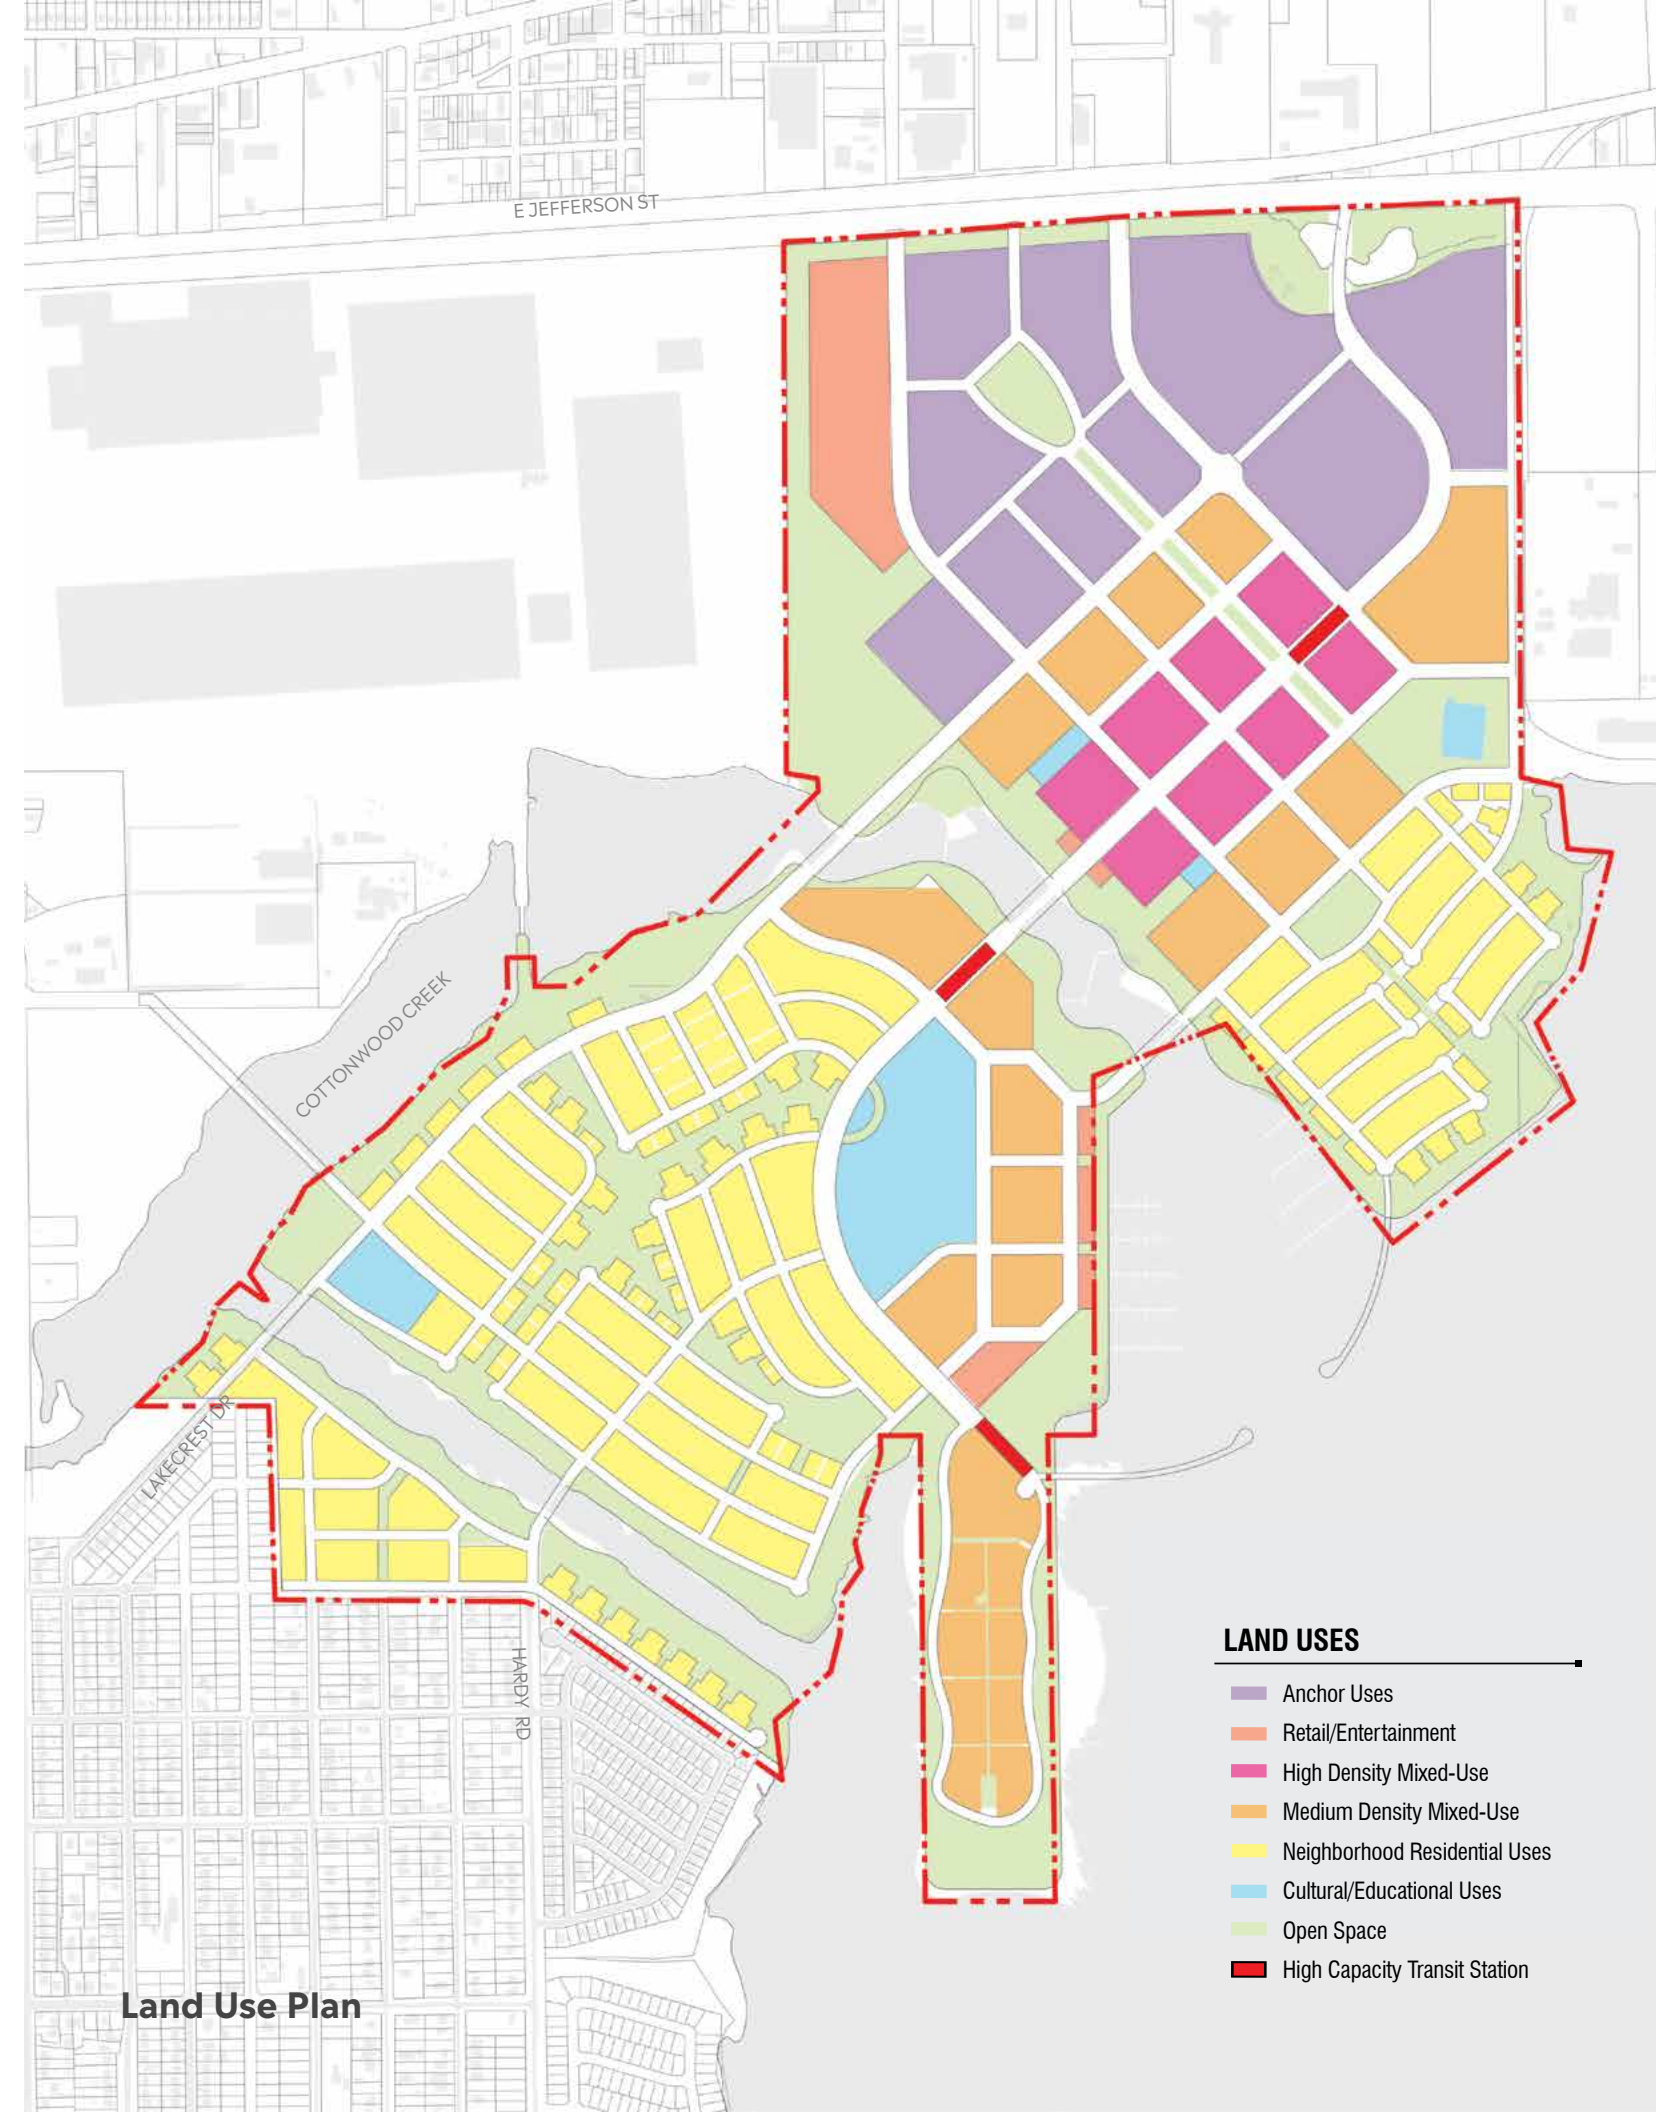 E JEFFERSON ST
COTTONWOOD CREEK
LAKECREST DR
HARDY RD
LAND USES
Anchor Uses
Retail/Entertainment
High Density Mixed-Use
Medium Density Mixed-Use
Neighborhood Residential Uses
Cultural/Educational Uses
Open Space
High Capacity Transit Station
Land Use Plan